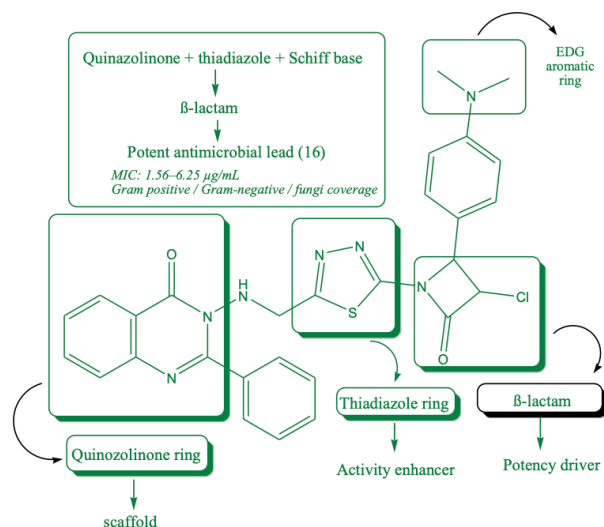 Quinazolinone + thiadiazole + Schiff base
ß-lactam
Potent antimicrobial lead (16)
MIC: 1.56–6.25 µg/mL
Gram positive / Gram-negative / fungi coverage
EDG
aromatic
ring
N
O
N
N
H
N
N
N
S
N
Cl
O
N
Quinozolinone ring
scaffold
Thiadiazole ring
Activity enhancer
ß-lactam
Potency driver